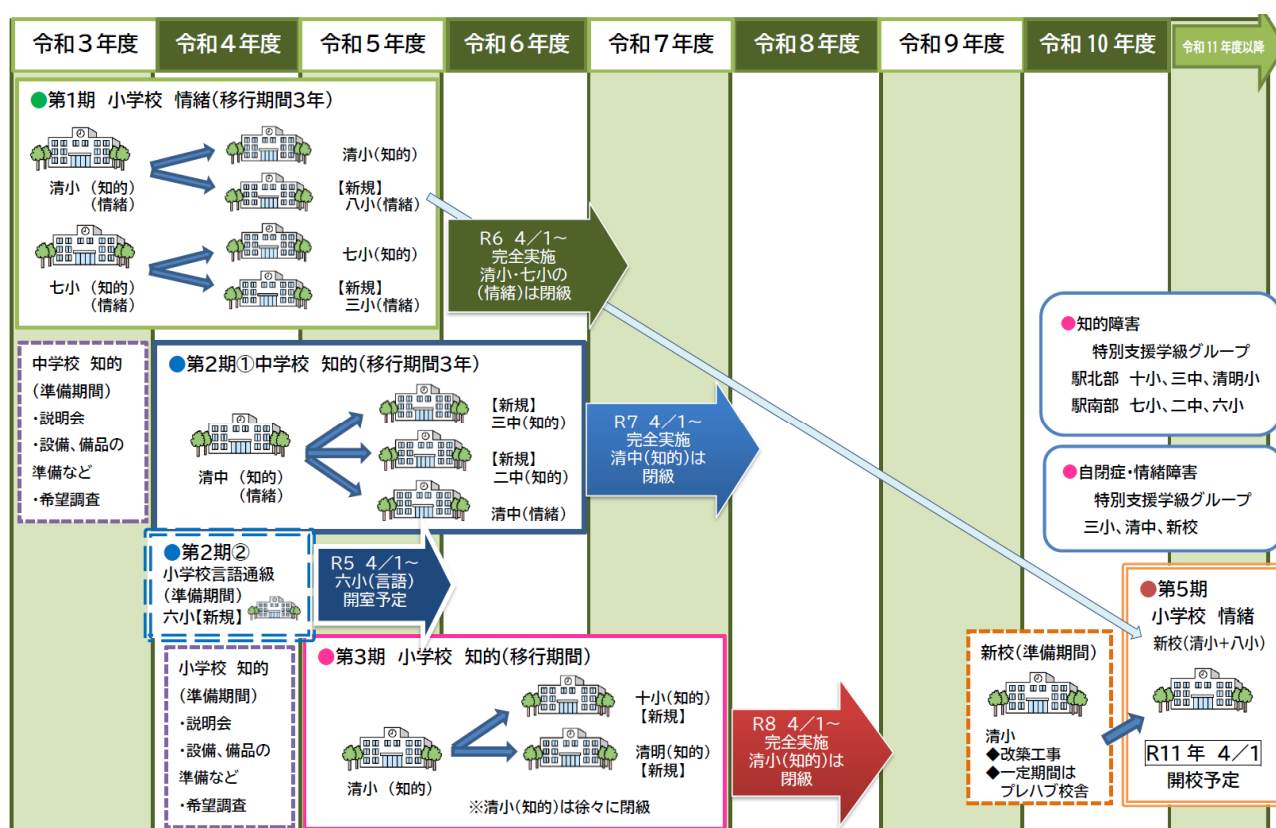 令和3年度
令和4年度
令和5年度
令和6年度
令和7年度
令和8年度
令和9年度
令和10年度
令和11年度以降
●第1期 小学校 情緒(移行期間3年)
清小 (知的)
(情緒)
清小(知的)
【新規】
八小(情緒)
七小 (知的)
(情緒)
七小(知的)
【新規】
三小(情緒)
R6 4/1~
完全実施
清小・七小の
(情緒)は閉級
中学校 知的
(準備期間)
・説明会
・設備、備品の
準備など
・希望調査
●第2期①中学校 知的(移行期間3年)
清中 (知的)
(情緒)
【新規】
三中(知的)
【新規】
二中(知的)
清中(情緒)
R7 4/1~
完全実施
清中(知的)は
閉級
●第2期②
小学校言語通級
(準備期間)
六小【新規】
R5 4/1~
六小(言語)
開室予定
小学校 知的
(準備期間)
・説明会
・設備、備品の
準備など
・希望調査
●第3期 小学校 知的(移行期間)
清小 (知的)
十小(知的)
【新規】
清明(知的)
【新規】
※清小(知的)は徐々に閉級
R8 4/1~
完全実施
清小(知的)は
閉級
●知的障害
特別支援学級グループ
駅北部 十小、三中、清明小
駅南部 七小、二中、六小
●自閉症・情緒障害
特別支援学級グループ
三小、清中、新校
新校(準備期間)
清小
◆改築工事
◆一定期間は
プレハブ校舎
●第5期
小学校 情緒
新校(清小+八小)
R11年 4/1
開校予定